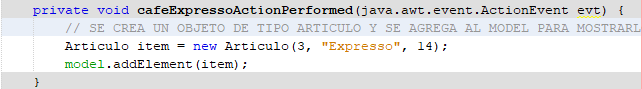 private void cafeExpressoActionPerformed(java.awt.event.ActionEvent evt) {
// SE CREA UN OBJETO DE TIPO ARTICULO Y SE AGREGA AL MODEL PARA MOSTRARL
Articulo item = new Articulo(3, "Expresso", 14);
model.addElement(item);
}